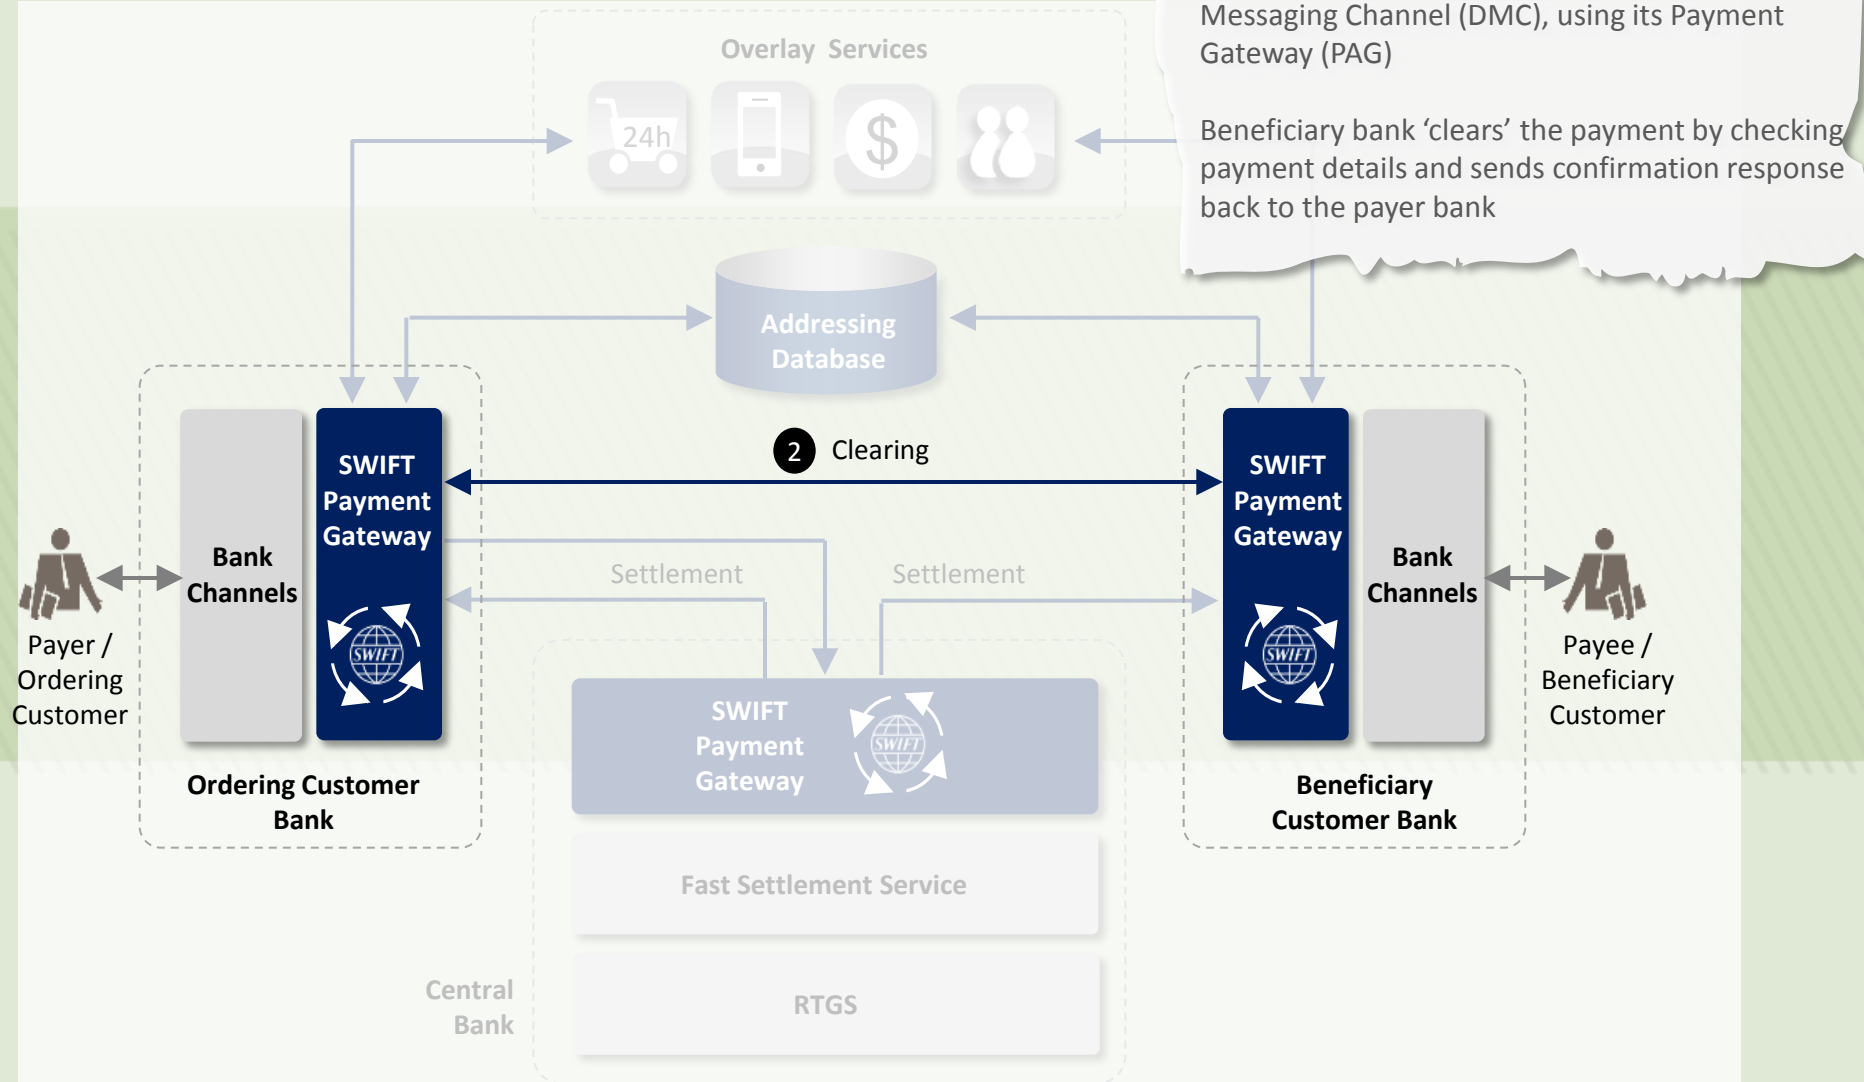 Messaging Channel (DMC), using its Payment
Gateway (PAG)
Beneficiary bank ‘clears’ the payment by checking
payment details and sends confirmation response
back to the payer bank
Overlay Services
24h
$
Addressing
Database
2 Clearing
SWIFT
Payment
Gateway
SWIFT
Bank
Channels
Payer /
Ordering
Customer
Ordering Customer
Bank
SWIFT
Payment
Gateway
SWIFT
Bank
Channels
Payee /
Beneficiary
Customer
Beneficiary
Customer Bank
Settlement
Settlement
SWIFT
Payment
Gateway
SWIFT
Fast Settlement Service
Central
Bank
RTGS